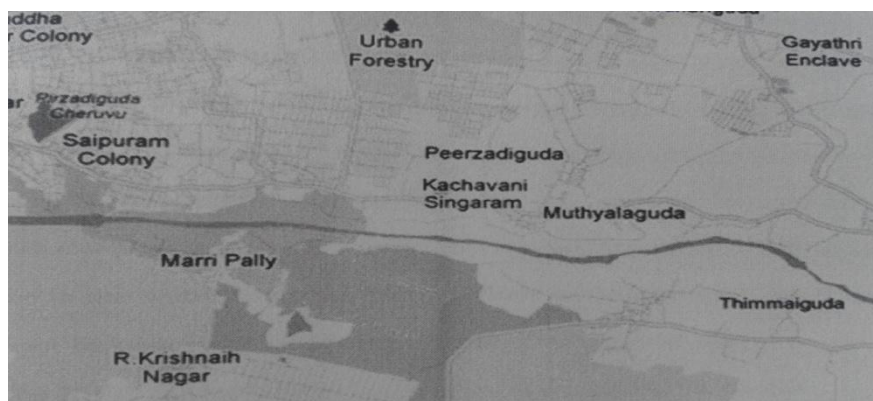 Urban
Forestry
Gayathri
Enclave
r Colony
Pirzadiguda
Cheruvu
Saipuram
Colony
Peerzadiguda
Kachavani
Singaram
Muthyalaguda
Marri Pally
Thimmaiguda
R.Krishnaih
Nagar